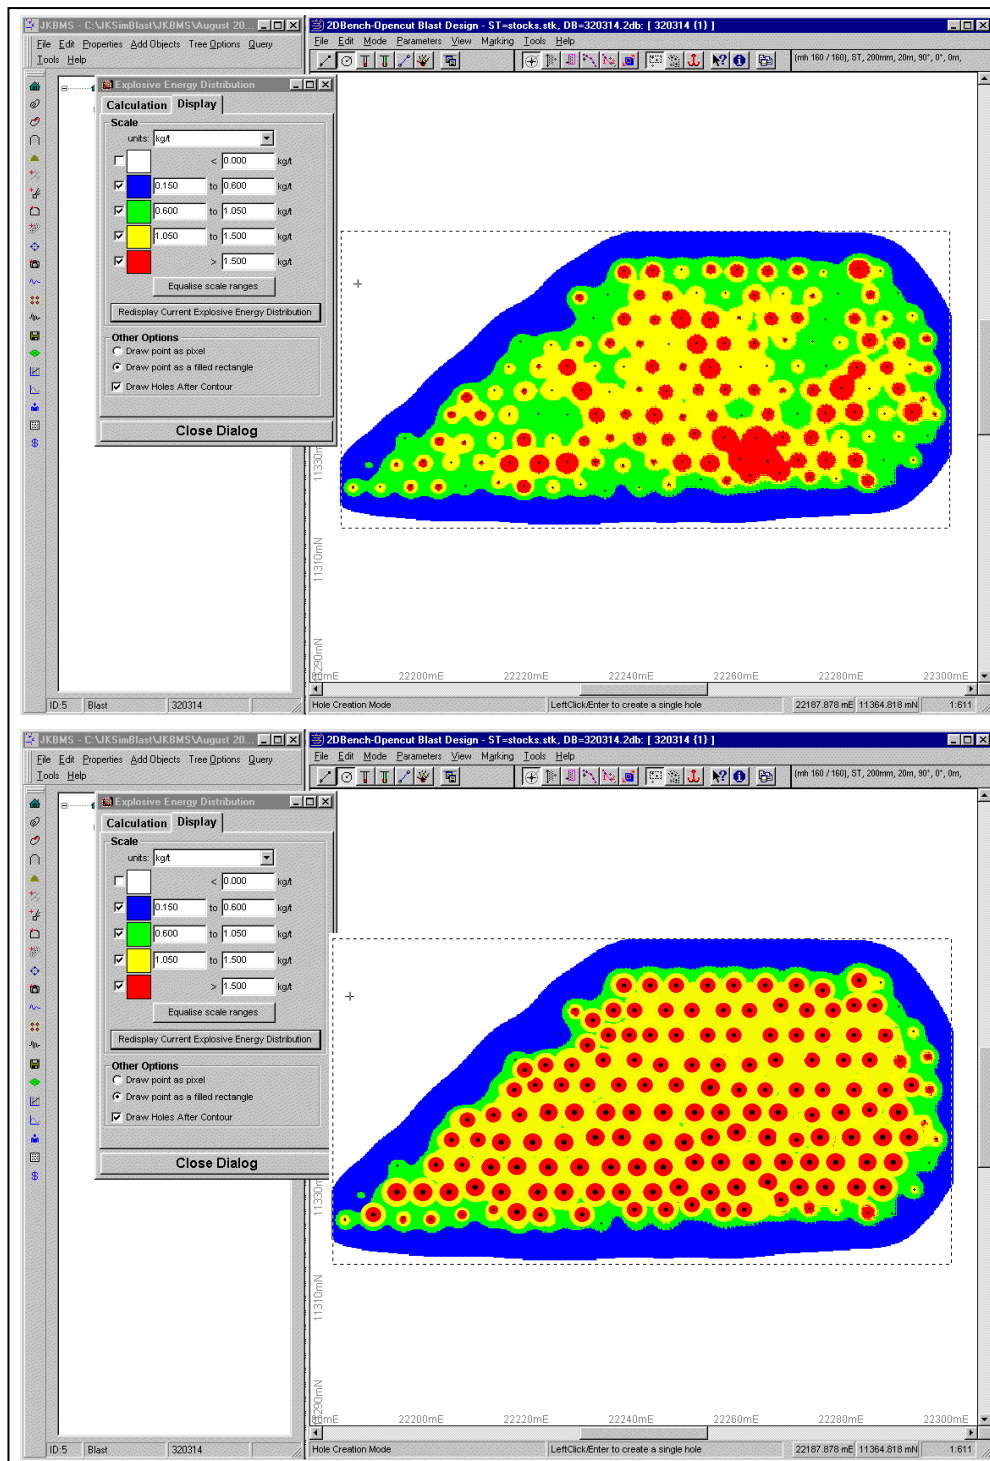 JKBMS - C:\JKSimBlast\JKBMS\August 20...
File Edit Properties Add Objects Tree Options Query
Tools Help
Explosive Energy Distribution
Calculation Display
Scale
units: kg/t
< 0.000 kg/t
0.150 to 0.600 kg/t
0.600 to 1.050 kg/t
1.050 to 1.500 kg/t
> 1.500 kg/t
Equalise scale ranges
Redisplay Current Explosive Energy Distribution
Other Options
Draw point as pixel
Draw point as a filled rectangle
Draw Holes After Contour
Close Dialog
ID:5 Blast 320314
2DBench-Opencut Blast Design - ST=stocks.stk, DB=320314.2db: [ 320314 {1} ]
File Edit Mode Parameters View Marking Tools Help
(mh 160 / 160), ST, 200mm, 20m, 90°, 0°, 0m,
11330m
11310mN
11290mN
80mE 22200mE 22220mE 22240mE 22260mE 22280mE 22300mE
Hole Creation Mode LeftClick/Enter to create a single hole 22187.878 mE 11364.818 mN 1:611
JKBMS - C:\JKSimBlast\JKBMS\August 20...
File Edit Properties Add Objects Tree Options Query
Tools Help
Explosive Energy Distribution
Calculation Display
Scale
units: kg/t
< 0.000 kg/t
0.150 to 0.600 kg/t
0.600 to 1.050 kg/t
1.050 to 1.500 kg/t
> 1.500 kg/t
Equalise scale ranges
Redisplay Current Explosive Energy Distribution
Other Options
Draw point as pixel
Draw point as a filled rectangle
Draw Holes After Contour
Close Dialog
ID:5 Blast 320314
2DBench-Opencut Blast Design - ST=stocks.stk, DB=320314.2db: [ 320314 {1} ]
File Edit Mode Parameters View Marking Tools Help
(mh 160 / 160), ST, 200mm, 20m, 90°, 0°, 0m,
11330m
11310mN
11290mN
80mE 22200mE 22220mE 22240mE 22260mE 22280mE 22300mE
Hole Creation Mode LeftClick/Enter to create a single hole 22187.878 mE 11364.818 mN 1:611